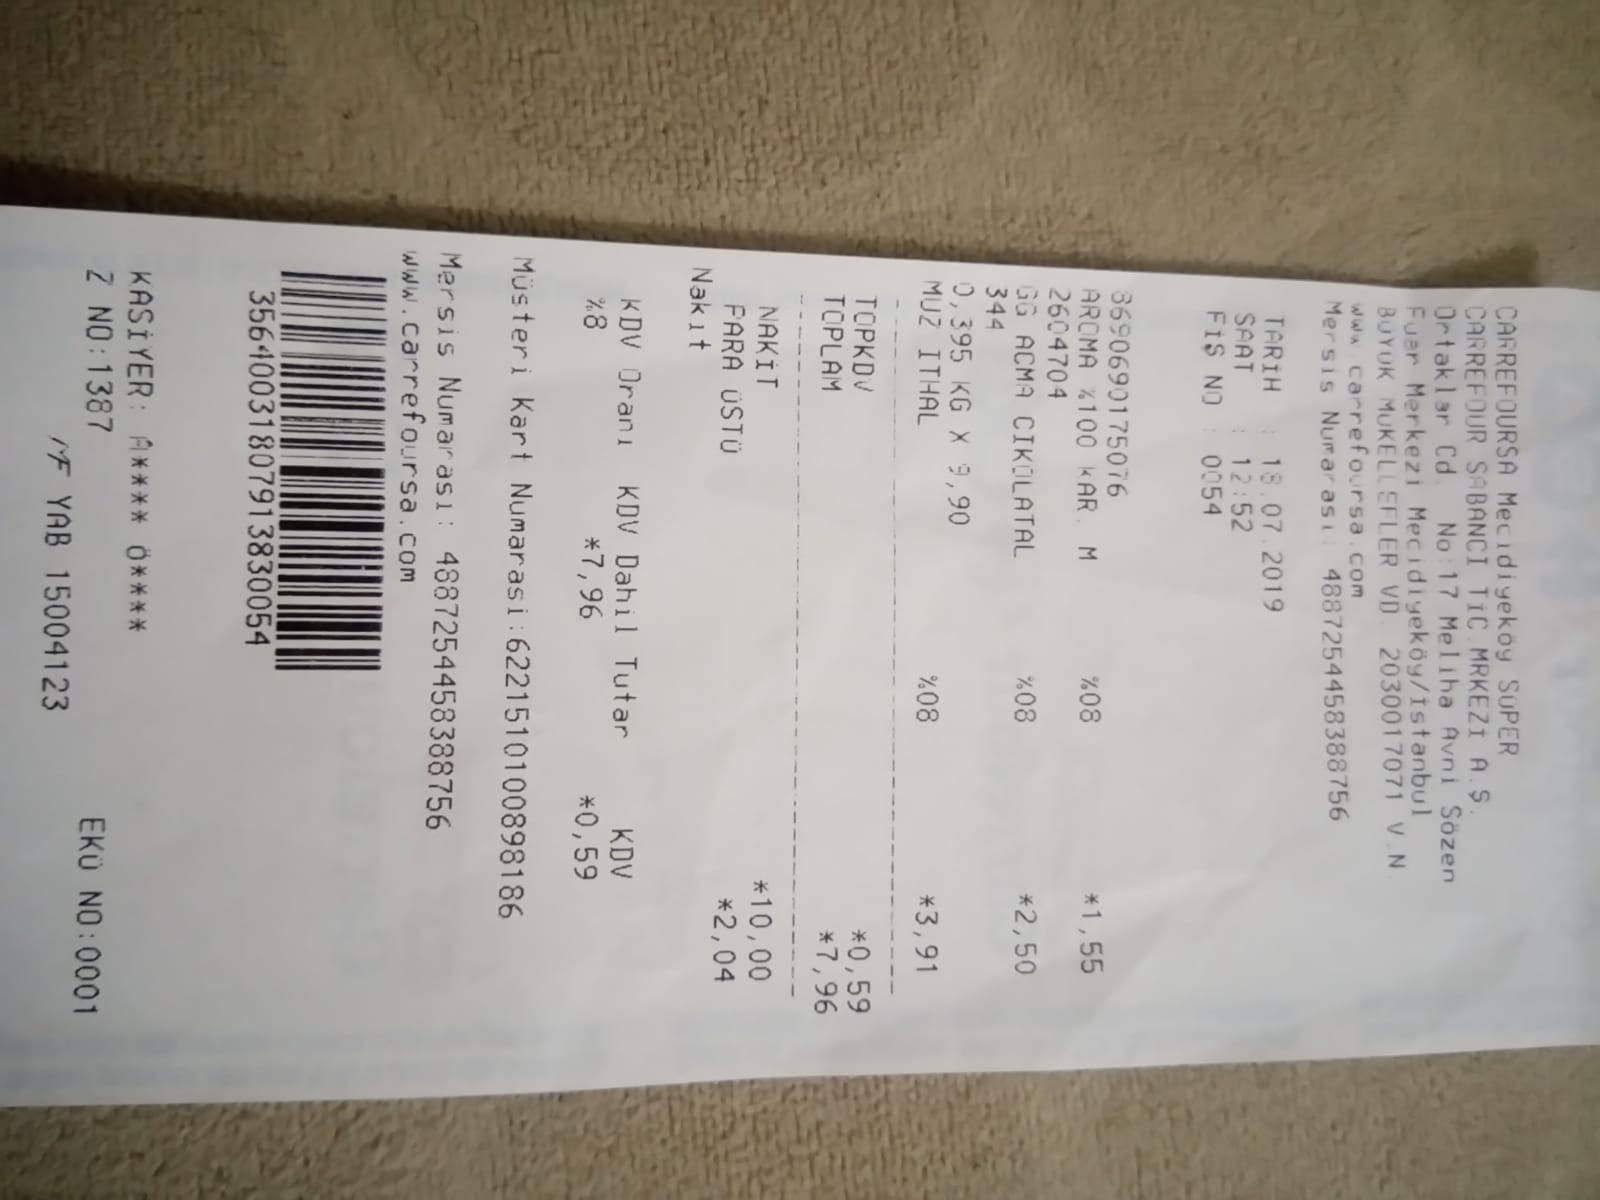 CARREFOURSA Mecidiyeköy SÜPER
CARREFOUR SABANCI TİC.MRKEZİ A.Ş.
Ortaklar Cd. No:17 Meliha Avni Sözen
Fuar Merkezi Mecidiyeköy/İstanbul
BÜYÜK MÜKELLEFLER VD. 2030017071 V.N.
www.carrefoursa.com
Mersis Numarası: 4887254458388756
TARİH : 18.07.2019
SAAT : 12:52
FİŞ NO : 0054
8690690175076
AROMA %100 KAR. M %08 *1,55
2604704
GG ACMA CIKOLATAL %08 *2,50
344
0,395 KG X 9,90
MUZ ITHAL %08 *3,91
TOPKDV *0,59
TOPLAM *7,96
NAKİT *10,00
PARA ÜSTÜ *2,04
Nakit
KDV Oranı KDV Dahil Tutar KDV
%8 *7,96 *0,59
Müsteri Kart Numarasi:6221510100898186
Mersis Numarası: 4887254458388756
www.carrefoursa.com
35640031807913830054
KASİYER: A**** Ö****
Z NO:1387 EKÜ NO:0001
MF YAB 15004123